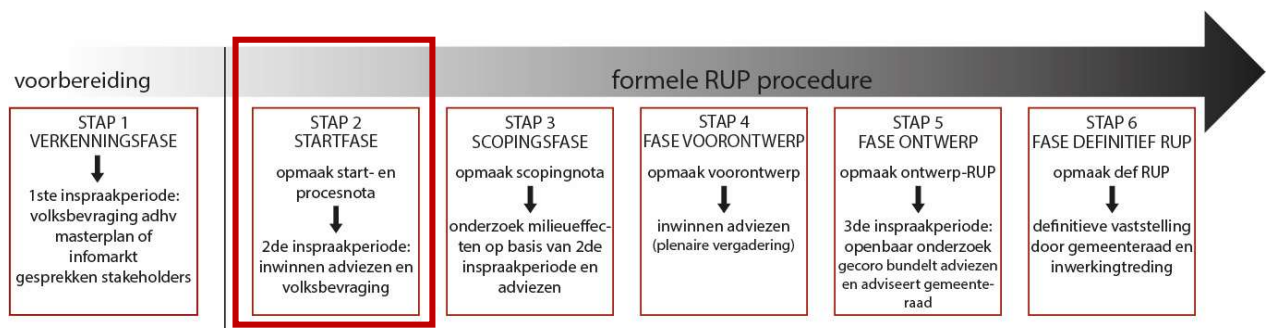 voorbereiding
formele RUP procedure
STAP 1
VERKENNINGSFASE
1ste inspraakperiode:
volksbevraging adhv
masterplan of
infomarkt
gesprekken stakeholders
STAP 2
STARTFASE
opmaak start- en
procesnota
2de inspraakperiode:
inwinnen adviezen en
volksbevraging
STAP 3
SCOPINGSFASE
opmaak scopingnota
onderzoek milieueffec-
ten op basis van 2de
inspraakperiode en
adviezen
STAP 4
FASE VOORONTWERP
opmaak voorontwerp
inwinnen adviezen
(plenaire vergadering)
STAP 5
FASE ONTWERP
opmaak ontwerp-RUP
3de inspraakperiode:
openbaar onderzoek
gecoro bundelt adviezen
en adviseert gemeente-
raad
STAP 6
FASE DEFINITIEF RUP
opmaak def RUP
definitieve vaststelling
door gemeenteraad en
inwerkingtreding